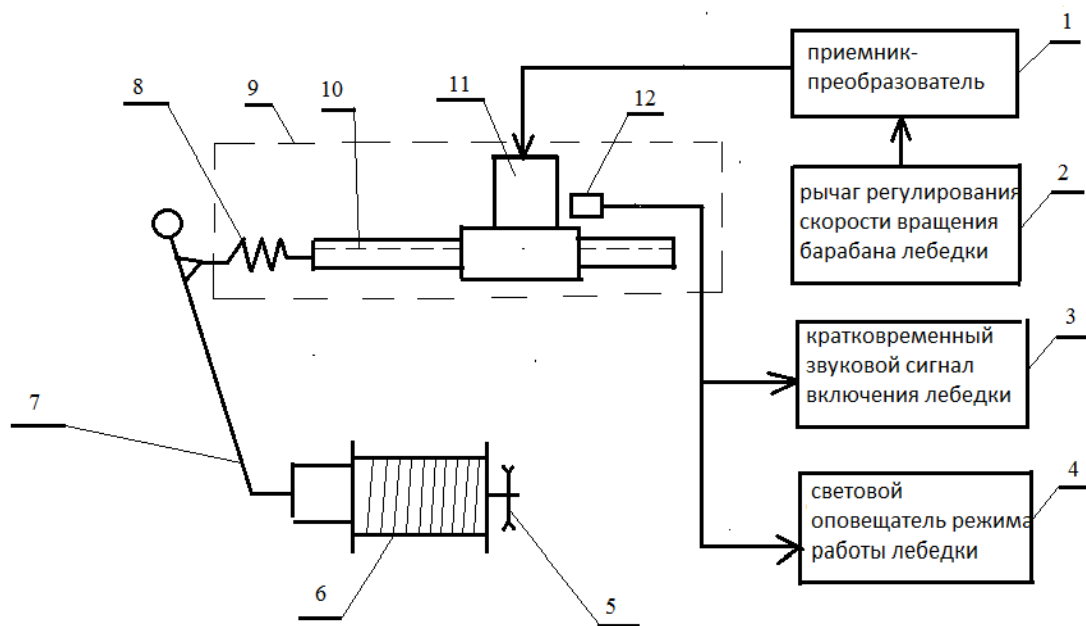 1
приемник-
преобразователь
8
9
10
11
12
2
рычаг регулирования
скорости вращения
барабана лебедки
3
кратковременный
звуковой сигнал
включения лебедки
7
4
световой
оповещатель режима
работы лебедки
6
5